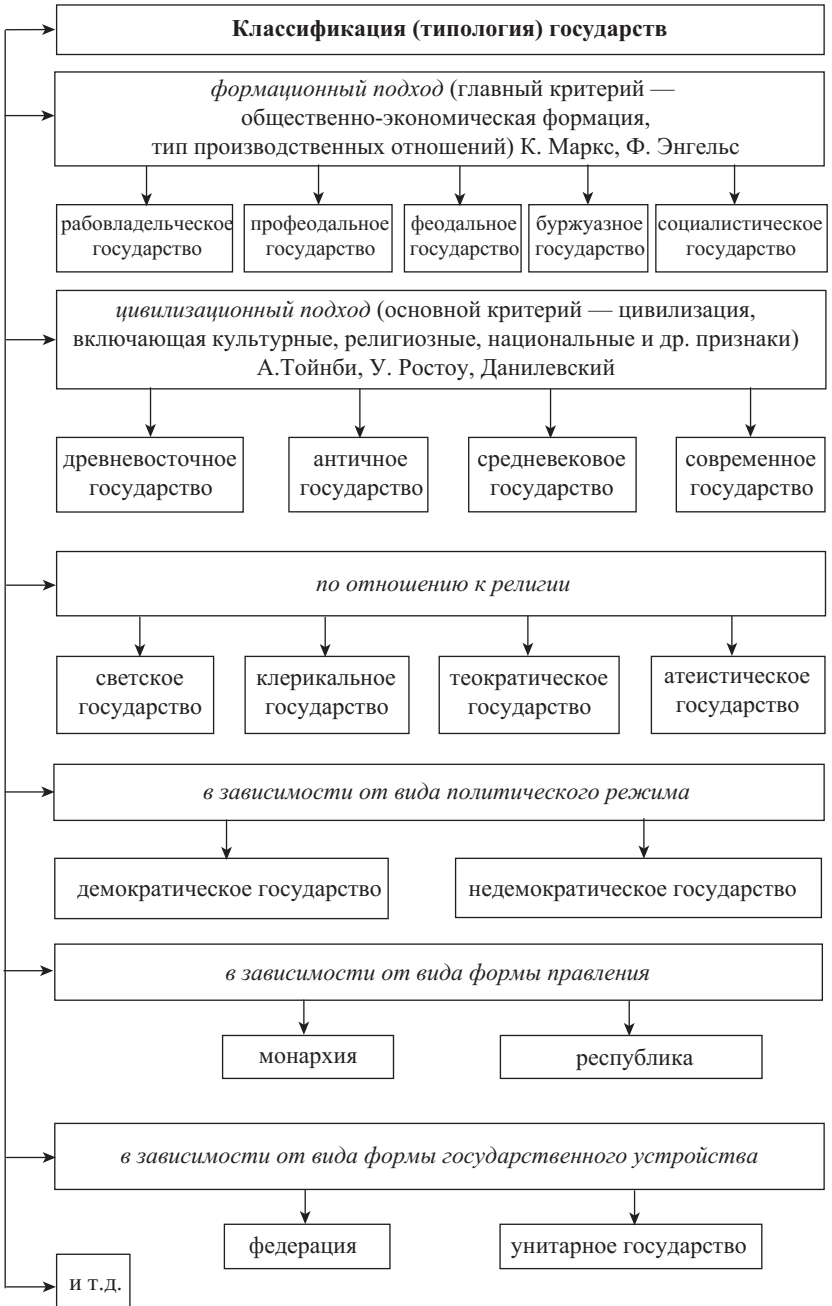 Классификация (типология) государств
формационный подход (главный критерий —
общественно-экономическая формация,
тип производственных отношений) К. Маркс, Ф. Энгельс
рабовладельческое
государство
профеодальное
государство
феодальное
государство
буржуазное
государство
социалистическое
государство
цивилизационный подход (основной критерий — цивилизация,
включающая культурные, религиозные, национальные и др. признаки)
А.Тойнби, У. Ростоу, Данилевский
древневосточное
государство
античное
государство
средневековое
государство
современное
государство
по отношению к религии
светское
государство
клерикальное
государство
теократическое
государство
атеистическое
государство
в зависимости от вида политического режима
демократическое государство
недемократическое государство
в зависимости от вида формы правления
монархия
республика
в зависимости от вида формы государственного устройства
федерация
унитарное государство
и т.д.